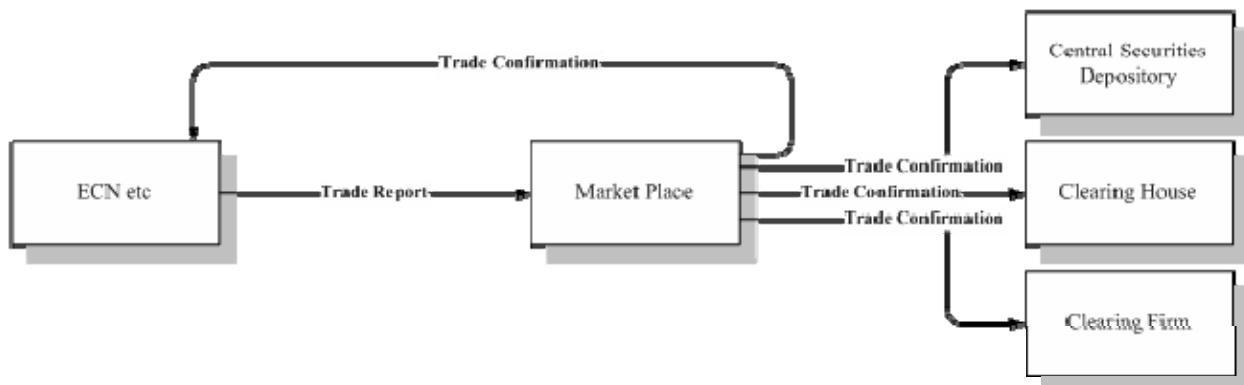 Trade Confirmation
Central Securities
Depository
ECN etc
Trade Report
Market Place
Trade Confirmation
Trade Confirmation
Trade Confirmation
Clearing House
Clearing Firm